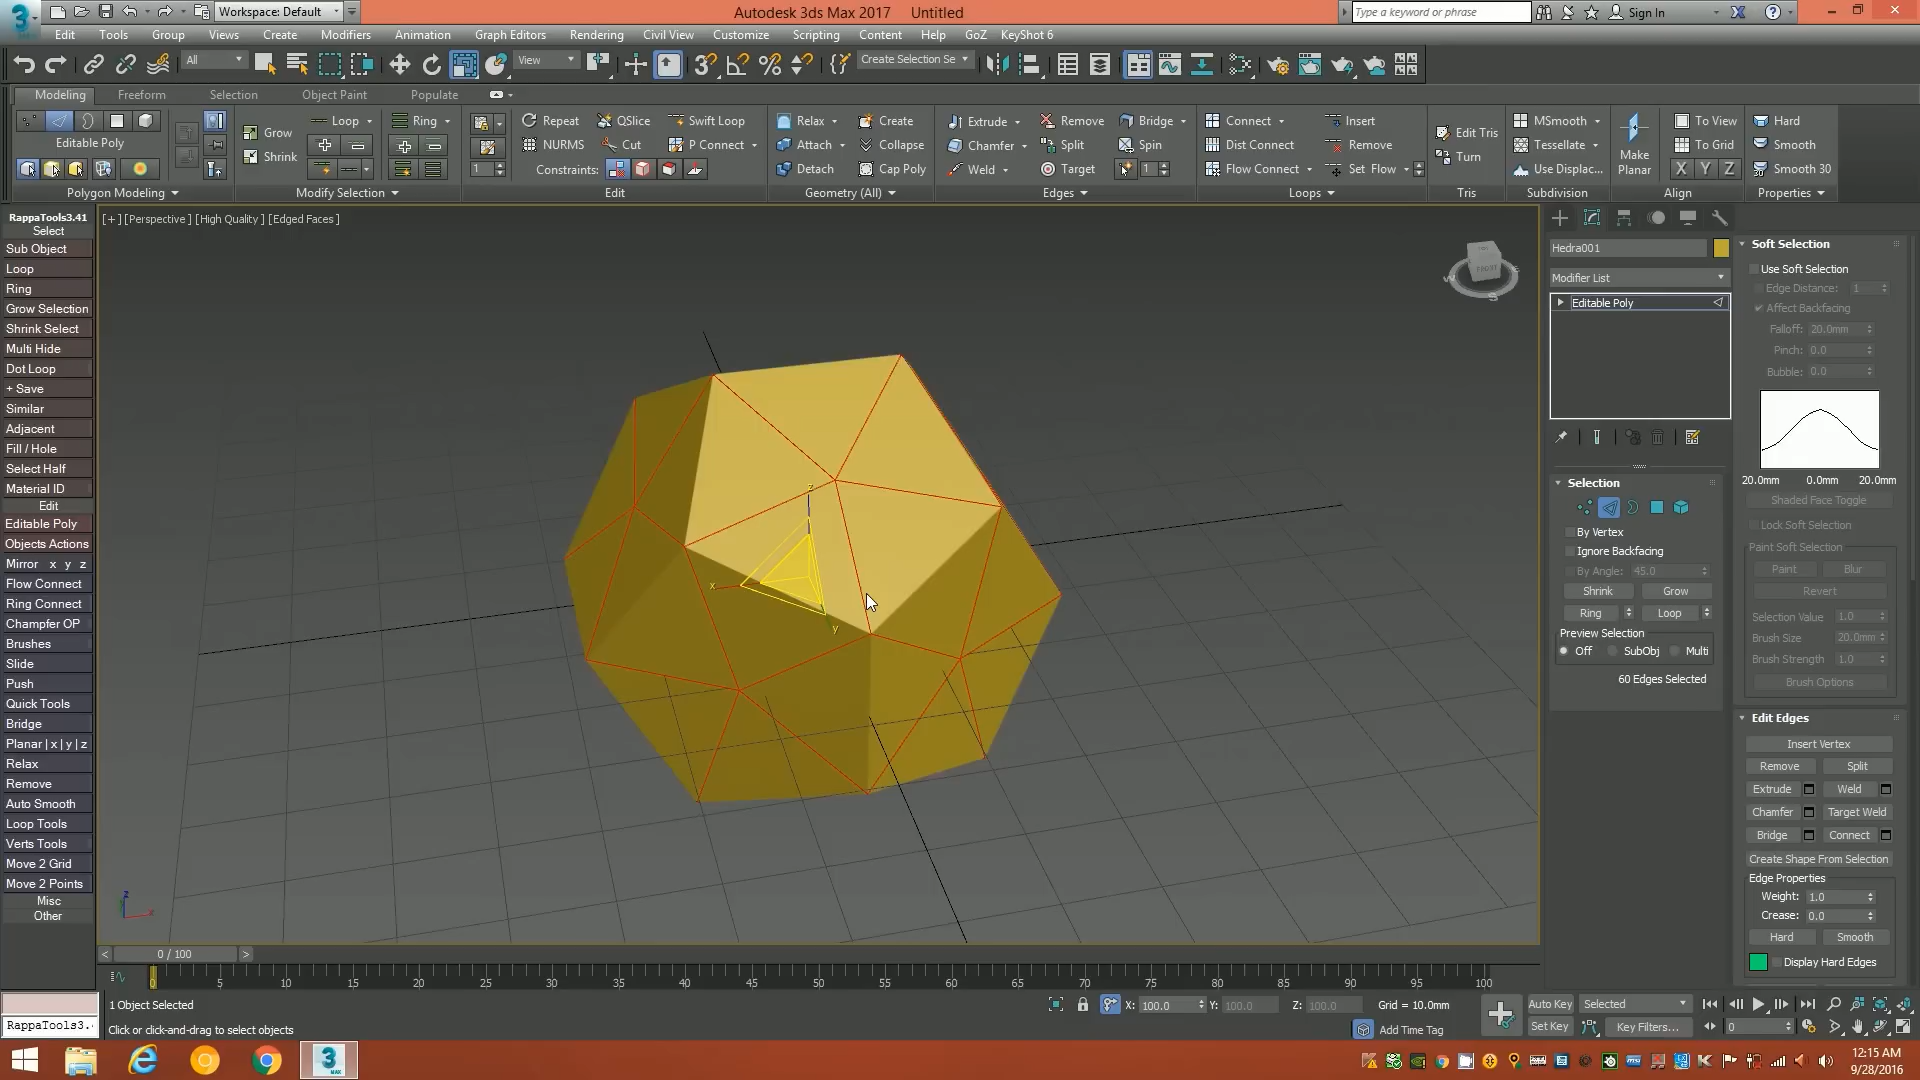 Workspace: Default
Autodesk 3ds Max 2017 Untitled
Type a keyword or phrase
Sign In
Edit Tools Group Views Create Modifiers Animation Graph Editors Rendering Civil View Customize Scripting Content Help GoZ KeyShot 6
All
View
Create Selection Se
Modeling Freeform Selection Object Paint Populate
Editable Poly
Polygon Modeling
Grow
Shrink
Loop Ring
Modify Selection
Repeat QSlice Swift Loop
NURMS Cut P Connect
Constraints: 1
Edit
Relax Create
Attach Collapse
Detach Cap Poly
Geometry (All)
Extrude Remove Bridge
Chamfer Split Spin
Weld Target 1
Edges
Connect Insert
Dist Connect Remove
Flow Connect Set Flow
Loops
Edit Tris
Turn
Tris
MSmooth
Tessellate
Use Displac...
Subdivision
Make Planar
To View
To Grid
X Y Z
Align
Hard
Smooth
Smooth 30
Properties
RappaTools3.41
Select
Sub Object
Loop
Ring
Grow Selection
Shrink Select
Multi Hide
Dot Loop
+ Save
Similar
Adjacent
Fill / Hole
Select Half
Material ID
Edit
Editable Poly
Objects Actions
Mirror x y z
Flow Connect
Ring Connect
Champfer OP
Brushes
Slide
Push
Quick Tools
Bridge
Planar | x | y | z
Relax
Remove
Auto Smooth
Loop Tools
Verts Tools
Move 2 Grid
Move 2 Points
Misc
Other
[ + ] [ Perspective ] [ High Quality ] [ Edged Faces ]
FRONT
S
z
x
y
z
x
Hedra001
Modifier List
Editable Poly
Selection
By Vertex
Ignore Backfacing
By Angle: 45.0
Shrink Grow
Ring Loop
Preview Selection
Off SubObj Multi
60 Edges Selected
Soft Selection
Use Soft Selection
Edge Distance: 1
Affect Backfacing
Falloff: 20.0mm
Pinch: 0.0
Bubble: 0.0
20.0mm 0.0mm 20.0mm
Shaded Face Toggle
Lock Soft Selection
Paint Soft Selection
Paint Blur
Revert
Selection Value 1.0
Brush Size 20.0mm
Brush Strength 1.0
Brush Options
Edit Edges
Insert Vertex
Remove Split
Extrude Weld
Chamfer Target Weld
Bridge Connect
Create Shape From Selection
Edge Properties
Weight: 1.0
Crease: 0.0
Hard Smooth
Display Hard Edges
< 0 / 100 >
0 5 10 15 20 25 30 35 40 45 50 55 60 65 70 75 80 85 90 95 100
1 Object Selected
X: 100.0 Y: 100.0 Z: 100.0 Grid = 10.0mm
Auto Key Selected
RappaTools3.
Click or click-and-drag to select objects
Add Time Tag
Set Key Key Filters... 0
3 MAX
12:15 AM
9/28/2016